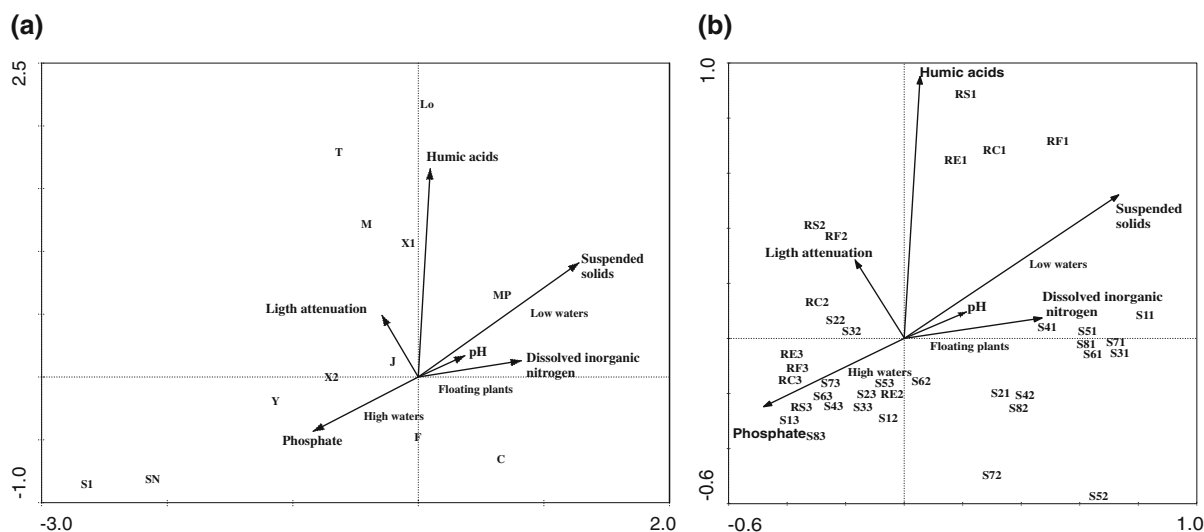 (a)
2.5
Lo
T
Humic acids
M
X1
Suspended
solids
MP
Ligth attenuation
Low waters
J
pH
Dissolved inorganic
nitrogen
X2
Floating plants
Y
High waters
Phosphate
F
C
S1
SN
-1.0
-3.0
2.0
(b)
1.0
Humic acids
RS1
RF1
RC1
RE1
Suspended
solids
RS2
RF2
Ligth attenuation
Low waters
RC2
pH
Dissolved inorganic
nitrogen
S22
S32
S41
S11
S51
S81
S71
S61
S31
Floating plants
RE3
RF3
RC3
High waters
S73
S53
S62
S63
S23
RE2
S21
S42
RS3
S43
S33
S82
S13
S12
Phosphate
S83
S72
S52
-0.6
-0.6
1.0